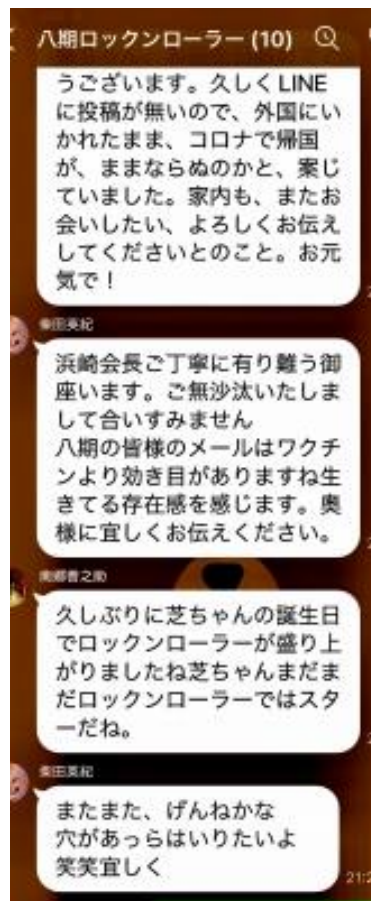 八期ロックンローラー (10)
うございます。久しくLINE
に投稿が無いので、外国にい
かれたまま、コロナで帰国
が、ままならぬのかと、案じ
ていました。家内も、またお
会いしたい、よろしくお伝え
してくださいとのこと。お元
気で！
浜崎会長ご丁寧に有り難う御
座います。ご無沙汰いたしま
して合いすみません
八期の皆様のメールはワクチ
ンより効き目がありますね生
きてる存在感を感じます。奥
様に宜しくお伝えください。
久しぶりに芝ちゃんの誕生日
でロックンローラーが盛り上
がりましたね芝ちゃんまだま
だロックンローラーではスタ
ーだね。
またまた、げんねかな
穴があっらはいりたいよ
笑笑宜しく